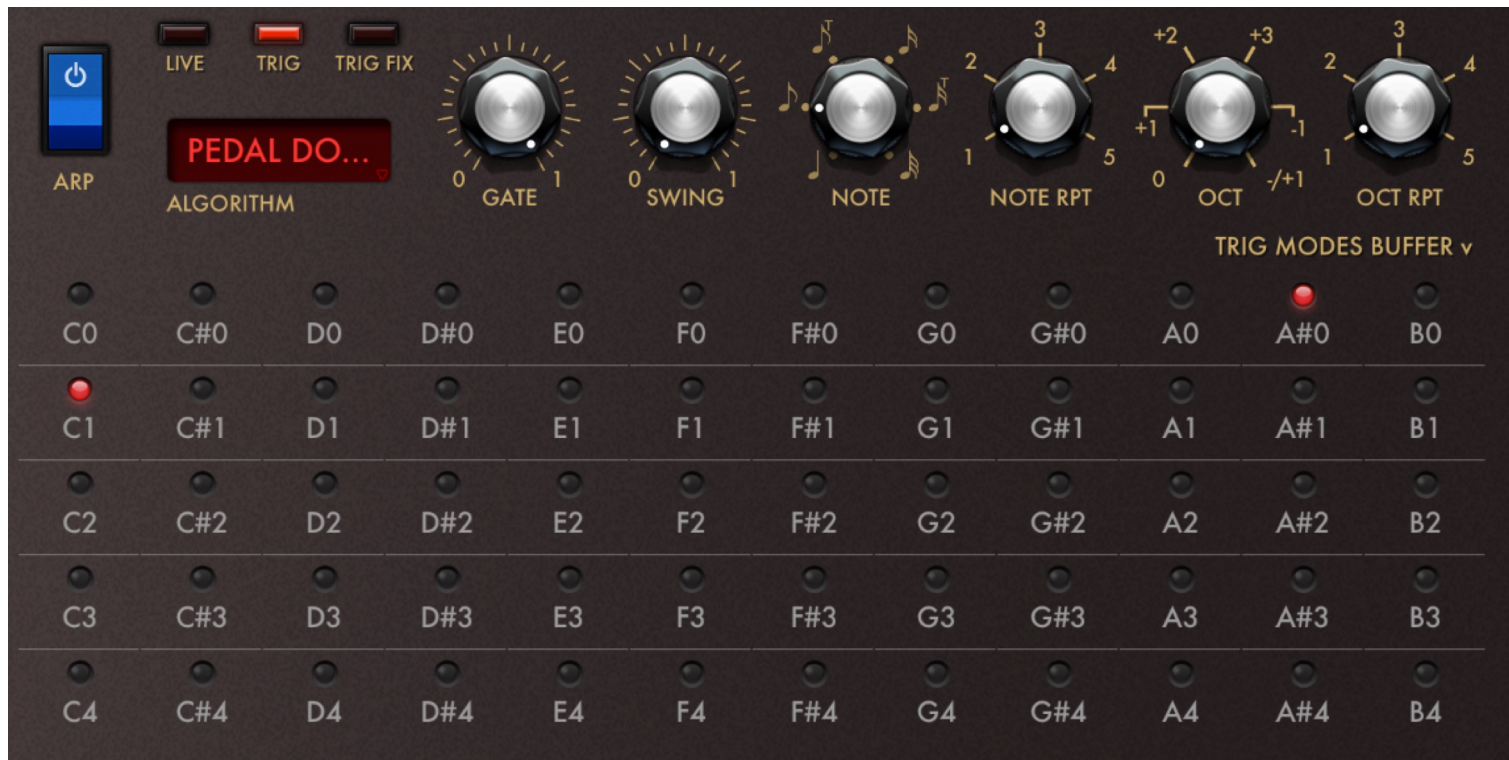 LIVE TRIG TRIG FIX
PEDAL DO...
ARP
ALGORITHM
0 1
GATE
0 1
SWING
T
T
NOTE
1 2 3 4 5
NOTE RPT
0 +1 +2 +3 -1 -/+1
OCT
1 2 3 4 5
OCT RPT
TRIG MODES BUFFER v
C0 C#0 D0 D#0 E0 F0 F#0 G0 G#0 A0 A#0 B0
C1 C#1 D1 D#1 E1 F1 F#1 G1 G#1 A1 A#1 B1
C2 C#2 D2 D#2 E2 F2 F#2 G2 G#2 A2 A#2 B2
C3 C#3 D3 D#3 E3 F3 F#3 G3 G#3 A3 A#3 B3
C4 C#4 D4 D#4 E4 F4 F#4 G4 G#4 A4 A#4 B4